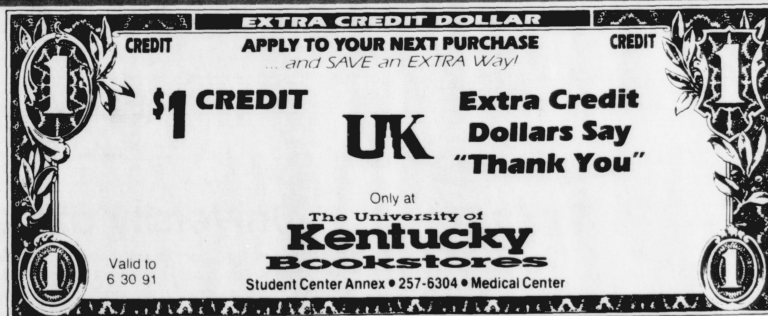 EXTRA CREDIT DOLLAR
1
CREDIT
APPLY TO YOUR NEXT PURCHASE
CREDIT
1
... and SAVE an EXTRA Way!
$1 CREDIT
UK
Extra Credit
Dollars Say
"Thank You"
Only at
The University of
Kentucky
Bookstores
Valid to
6 30 91
Student Center Annex • 257-6304 • Medical Center
1
1